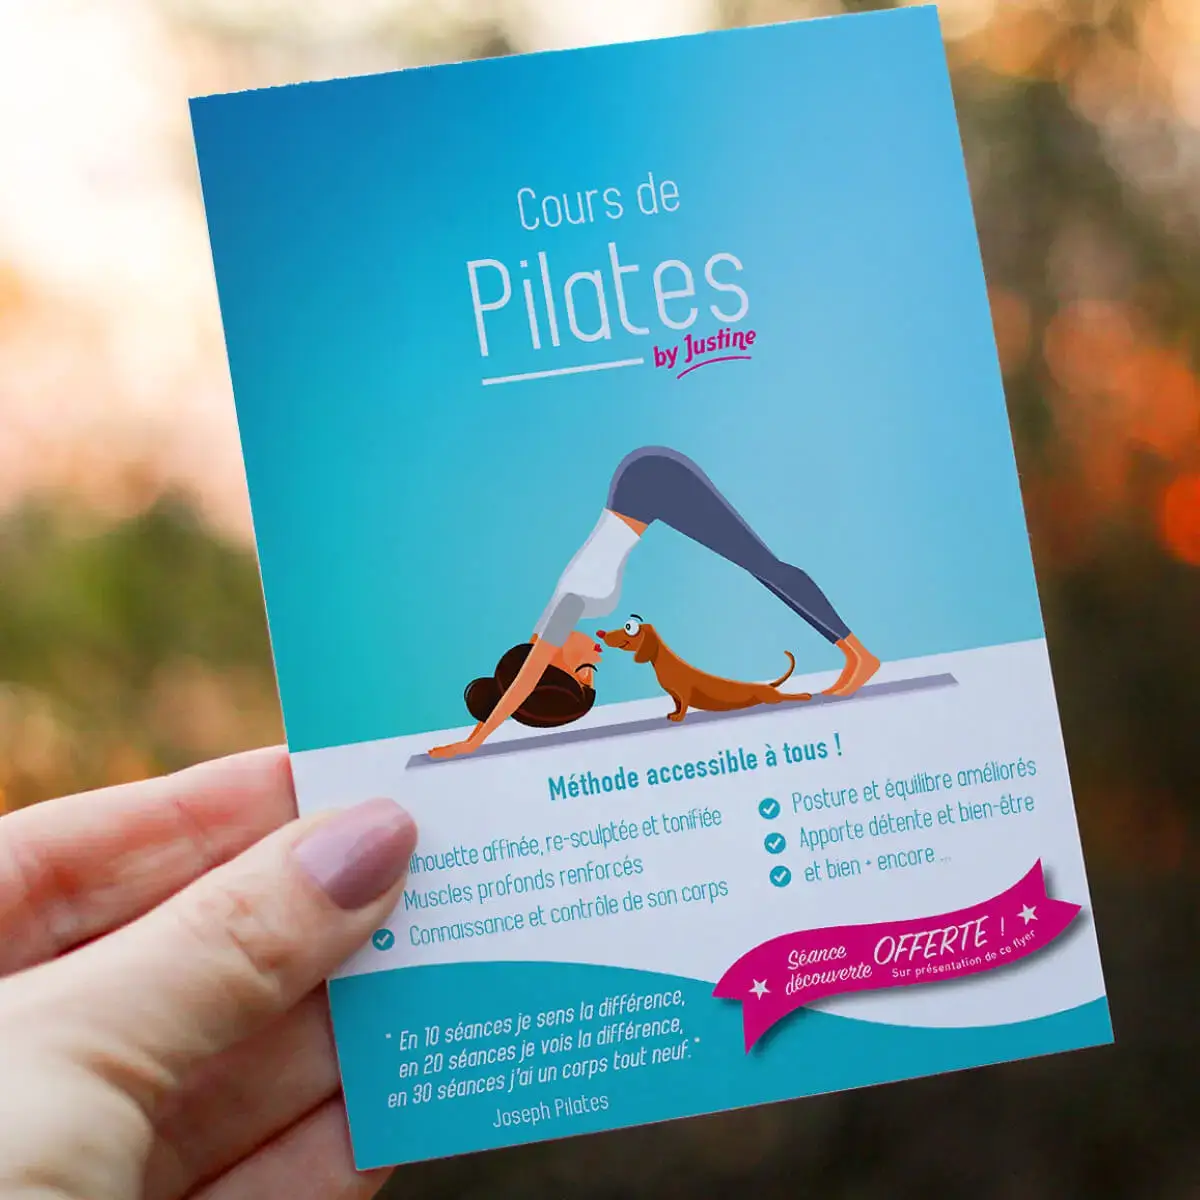 Cours de
Pilates
by Justine
Méthode accessible à tous !
affinée, re-sculptée et tonifiée
Muscles profonds renforcés
Connaissance et contrôle de son corps
Posture et équilibre améliorés
Apporte détente et bien-être
et bien + encore ...
Séance
découverte
OFFERTE !
Sur présentation de ce flyer
" En 10 séances je sens la différence,
en 20 séances je vois la différence,
en 30 séances j'ai un corps tout neuf."
Joseph Pilates